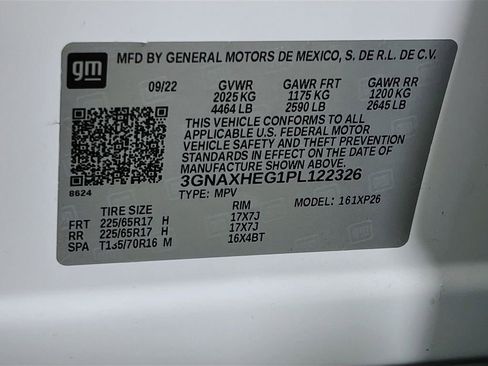 gm
MFD BY GENERAL MOTORS DE MEXICO, S. DE R.L. DE C.V.
09/22 GVWR GAWR FRT GAWR RR
2025 KG 1175 KG 1200 KG
4464 LB 2590 LB 2645 LB
THIS VEHICLE CONFORMS TO ALL
APPLICABLE U.S. FEDERAL MOTOR
VEHICLE SAFETY AND THEFT PREVENTION
STANDARDS IN EFFECT ON THE DATE OF
MANUFACTURE SHOWN ABOVE.
3GNAXHEG1PL122326
8624
TYPE: MPV MODEL: 161XP26
TIRE SIZE RIM
FRT 225/65R17 H 17X7J
RR 225/65R17 H 17X7J
SPA T135/70R16 M 16X4BT